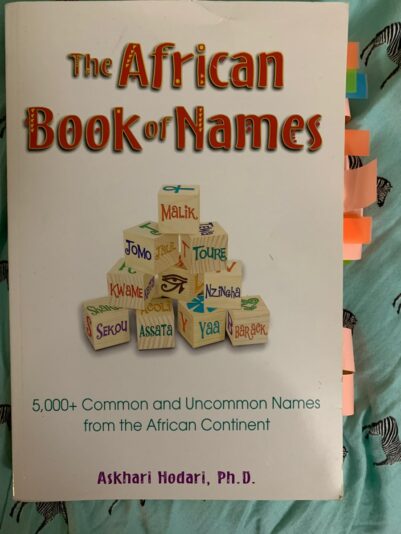 The African
Book of Names
MALIK
JOMO
TOURE
KWAME
NZINGHA
SEKOU
ASSATA
YAA
BARACK
5,000+ Common and Uncommon Names
from the African Continent
Askhari Hodari, Ph.D.